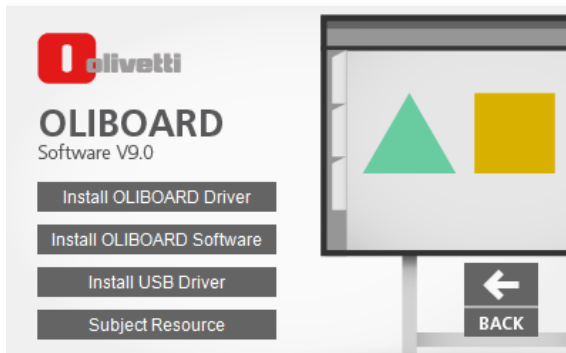 olivetti
OLIBOARD
Software V9.0
Install OLIBOARD Driver
Install OLIBOARD Software
Install USB Driver
Subject Resource
BACK